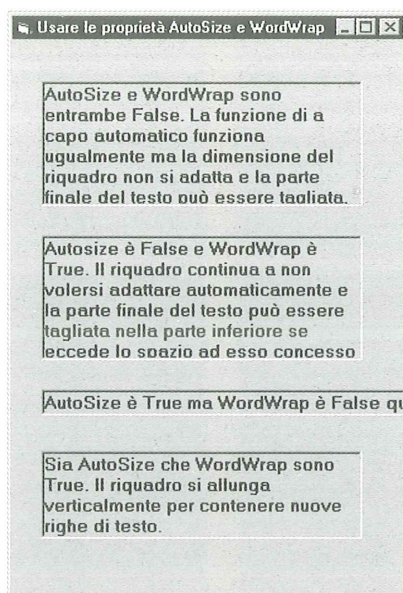 Usare le proprietà AutoSize e WordWrap
AutoSize e WordWrap sono
entrambe False. La funzione di a
capo automatico funziona
ugualmente ma la dimensione del
riquadro non si adatta e la parte
finale del testo può essere tagliata.
Autosize è False e WordWrap è
True. Il riquadro continua a non
volersi adattare automaticamente e
la parte finale del testo può essere
tagliata nella parte inferiore se
eccede lo spazio ad esso concesso
AutoSize è True ma WordWrap è False qu
Sia AutoSize che WordWrap sono
True. Il riquadro si allunga
verticalmente per contenere nuove
righe di testo.